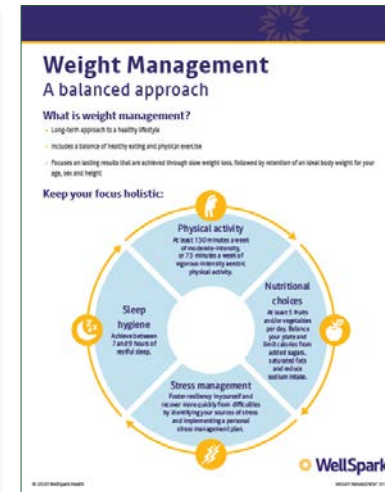 Weight Management
A balanced approach
What is weight management?
- Long-term approach to a healthy lifestyle
- Includes a balance of healthy eating and physical exercise
- Focuses on lasting results that are achieved through slow weight loss, followed by retention of an ideal body weight for your
age, sex and height
Keep your focus holistic:
Physical activity
At least 150 minutes a week
of moderate-intensity,
or 75 minutes a week of
vigorous-intensity aerobic
physical activity.
Nutritional
choices
At least 5 fruits
and/or vegetables
per day. Balance
your plate and
limit calories from
added sugars,
saturated fats
and reduce
sodium intake.
Stress management
Foster resiliency in yourself and
recover more quickly from difficulties
by identifying your sources of stress
and implementing a personal
stress management plan.
Sleep
hygiene
Achieve between
7 and 9 hours of
restful sleep.
WellSpark
WellSpark Health
WEIGHT MANAGEMENT